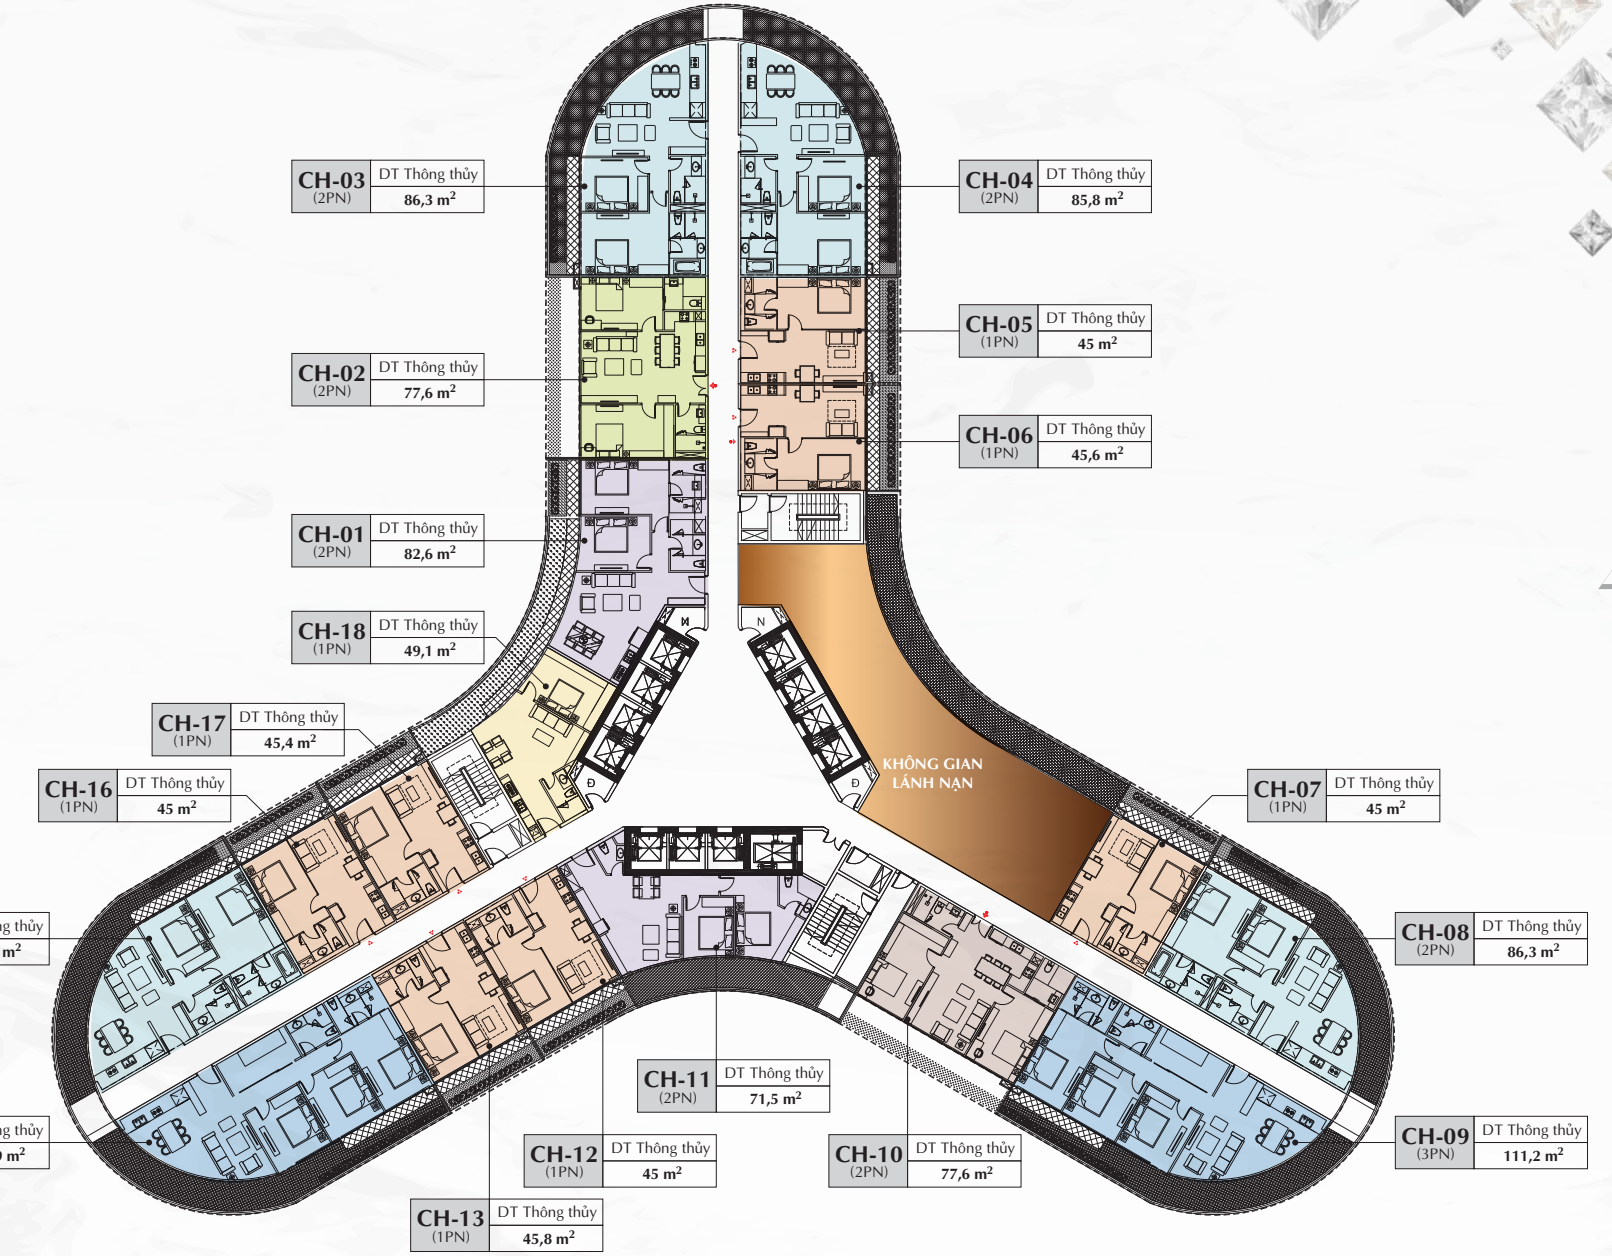 CH-03
(2PN)
DT Thông thủy
86,3 m²
CH-04
(2PN)
DT Thông thủy
85,8 m²
CH-05
(1PN)
DT Thông thủy
45 m²
CH-02
(2PN)
DT Thông thủy
77,6 m²
CH-06
(1PN)
DT Thông thủy
45,6 m²
CH-01
(2PN)
DT Thông thủy
82,6 m²
CH-18
(1PN)
DT Thông thủy
49,1 m²
N
CH-17
(1PN)
DT Thông thủy
45,4 m²
KHÔNG GIAN
LÁNH NẠN
Đ
Đ
CH-16
(1PN)
DT Thông thủy
45 m²
CH-07
(1PN)
DT Thông thủy
45 m²
ng thủy
m²
CH-08
(2PN)
DT Thông thủy
86,3 m²
CH-11
(2PN)
DT Thông thủy
71,5 m²
ng thủy
m²
CH-09
(3PN)
DT Thông thủy
111,2 m²
CH-12
(1PN)
DT Thông thủy
45 m²
CH-10
(2PN)
DT Thông thủy
77,6 m²
CH-13
(1PN)
DT Thông thủy
45,8 m²